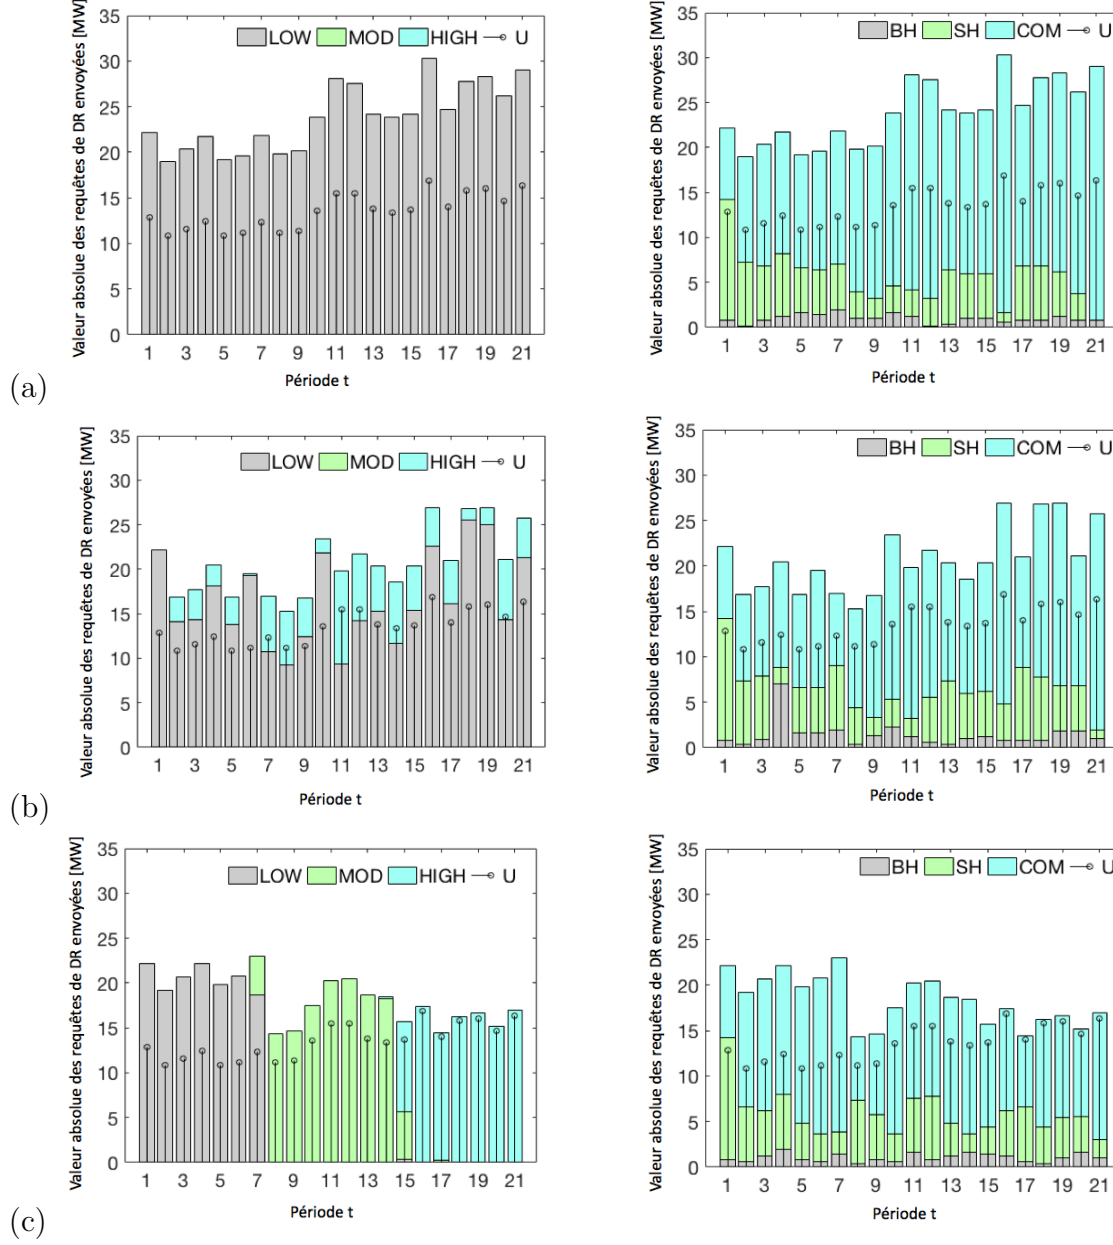 35
30
25
20
15
10
5
0
Valeur absolue des requêtes de DR envoyées [MW]
LOW MOD HIGH U
1 3 5 7 9 11 13 15 17 19 21
Période t
35
30
25
20
15
10
5
0
Valeur absolue des requêtes de DR envoyées [MW]
BH SH COM U
1 3 5 7 9 11 13 15 17 19 21
Période t
(a)
35
30
25
20
15
10
5
0
Valeur absolue des requêtes de DR envoyées [MW]
LOW MOD HIGH U
1 3 5 7 9 11 13 15 17 19 21
Période t
35
30
25
20
15
10
5
0
Valeur absolue des requêtes de DR envoyées [MW]
BH SH COM U
1 3 5 7 9 11 13 15 17 19 21
Période t
(b)
35
30
25
20
15
10
5
0
Valeur absolue des requêtes de DR envoyées [MW]
LOW MOD HIGH U
1 3 5 7 9 11 13 15 17 19 21
Période t
35
30
25
20
15
10
5
0
Valeur absolue des requêtes de DR envoyées [MW]
BH SH COM U
1 3 5 7 9 11 13 15 17 19 21
Période t
(c)